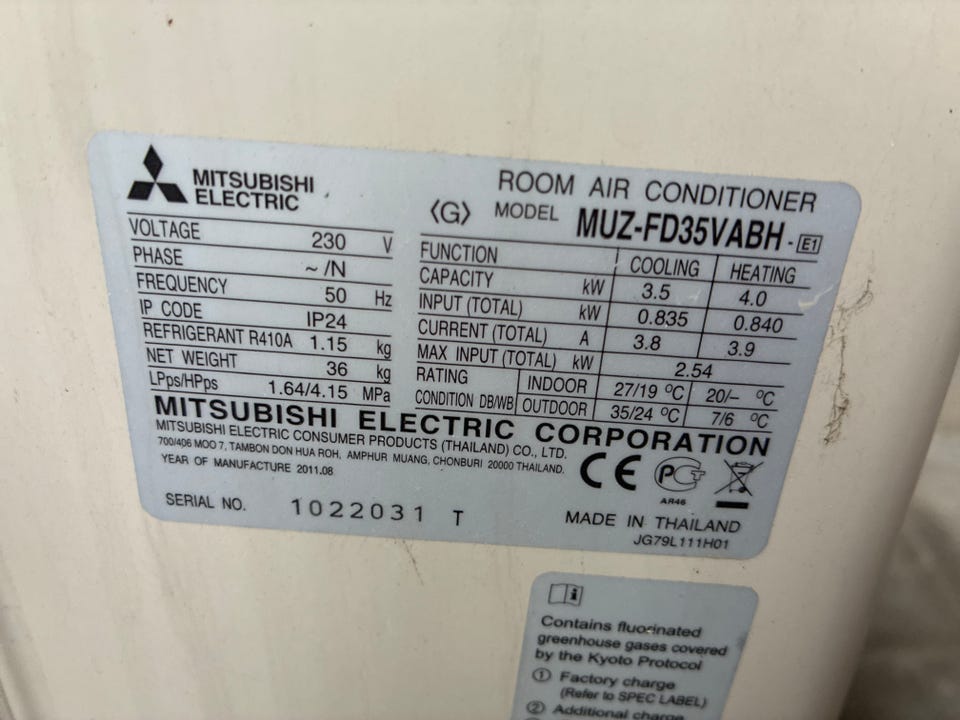 MITSUBISHI
ELECTRIC
ROOM AIR CONDITIONER
⟨G⟩ MODEL MUZ-FD35VABH-E1
VOLTAGE 230 V
PHASE ~/N
FREQUENCY 50 Hz
IP CODE IP24
REFRIGERANT R410A 1.15 kg
NET WEIGHT 36 kg
LPps/HPps 1.64/4.15 MPa
FUNCTION COOLING HEATING
CAPACITY kW 3.5 4.0
INPUT (TOTAL) kW 0.835 0.840
CURRENT (TOTAL) A 3.8 3.9
MAX INPUT (TOTAL) kW 2.54
RATING INDOOR 27/19 °C 20/– °C
CONDITION DB/WB OUTDOOR 35/24 °C 7/6 °C
MITSUBISHI ELECTRIC CORPORATION
MITSUBISHI ELECTRIC CONSUMER PRODUCTS (THAILAND) CO., LTD.
700/406 MOO 7, TAMBON DON HUA ROH, AMPHUR MUANG, CHONBURI 20000 THAILAND.
YEAR OF MANUFACTURE 2011.08
CE
AR46
SERIAL NO. 1022031 T
MADE IN THAILAND
JG79L111H01
Contains fluorinated
greenhouse gases covered
by the Kyoto Protocol
① Factory charge
(Refer to SPEC LABEL)
② Additional charge